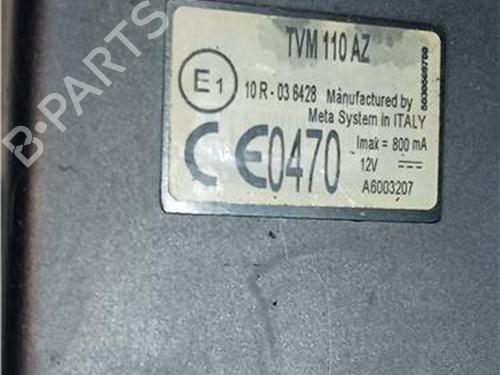 TVM 110 AZ
E1
10 R - 03 6428 Manufactured by
Meta System in ITALY
CE0470
Imax = 800 mA
12V
A6003207
B-PARTS